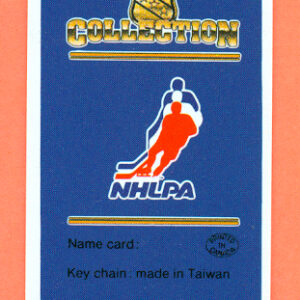 COLLECTION
NHLPA
Name card:
PRINTED
IN
CANADA
Key chain: made in Taiwan